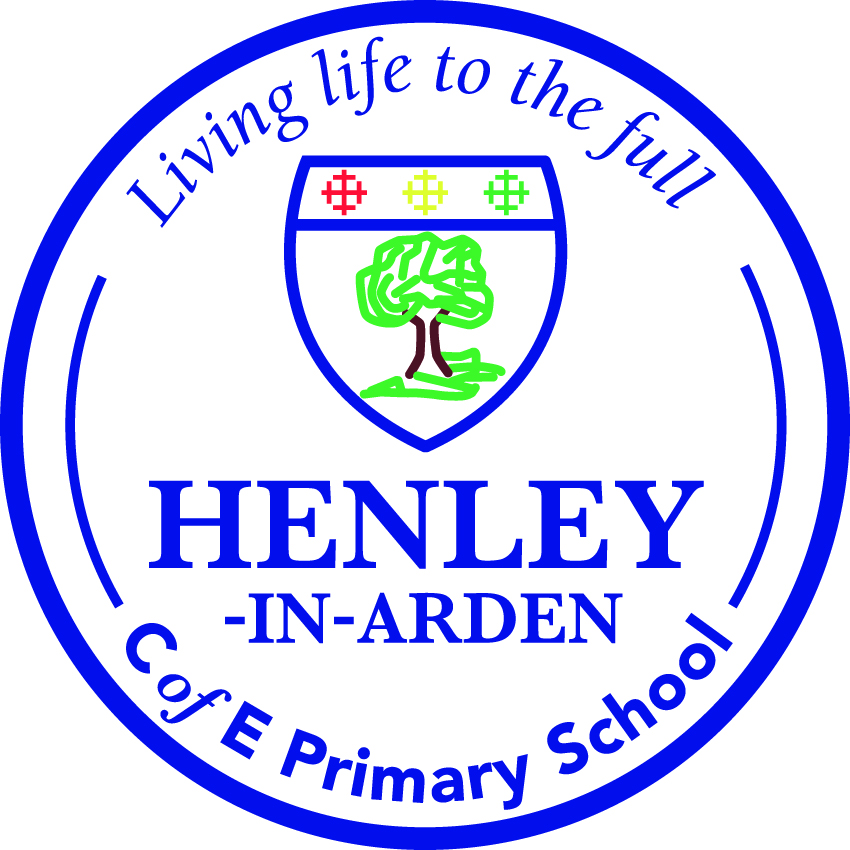 Living life to the full
HENLEY
-IN-ARDEN
C of E Primary School